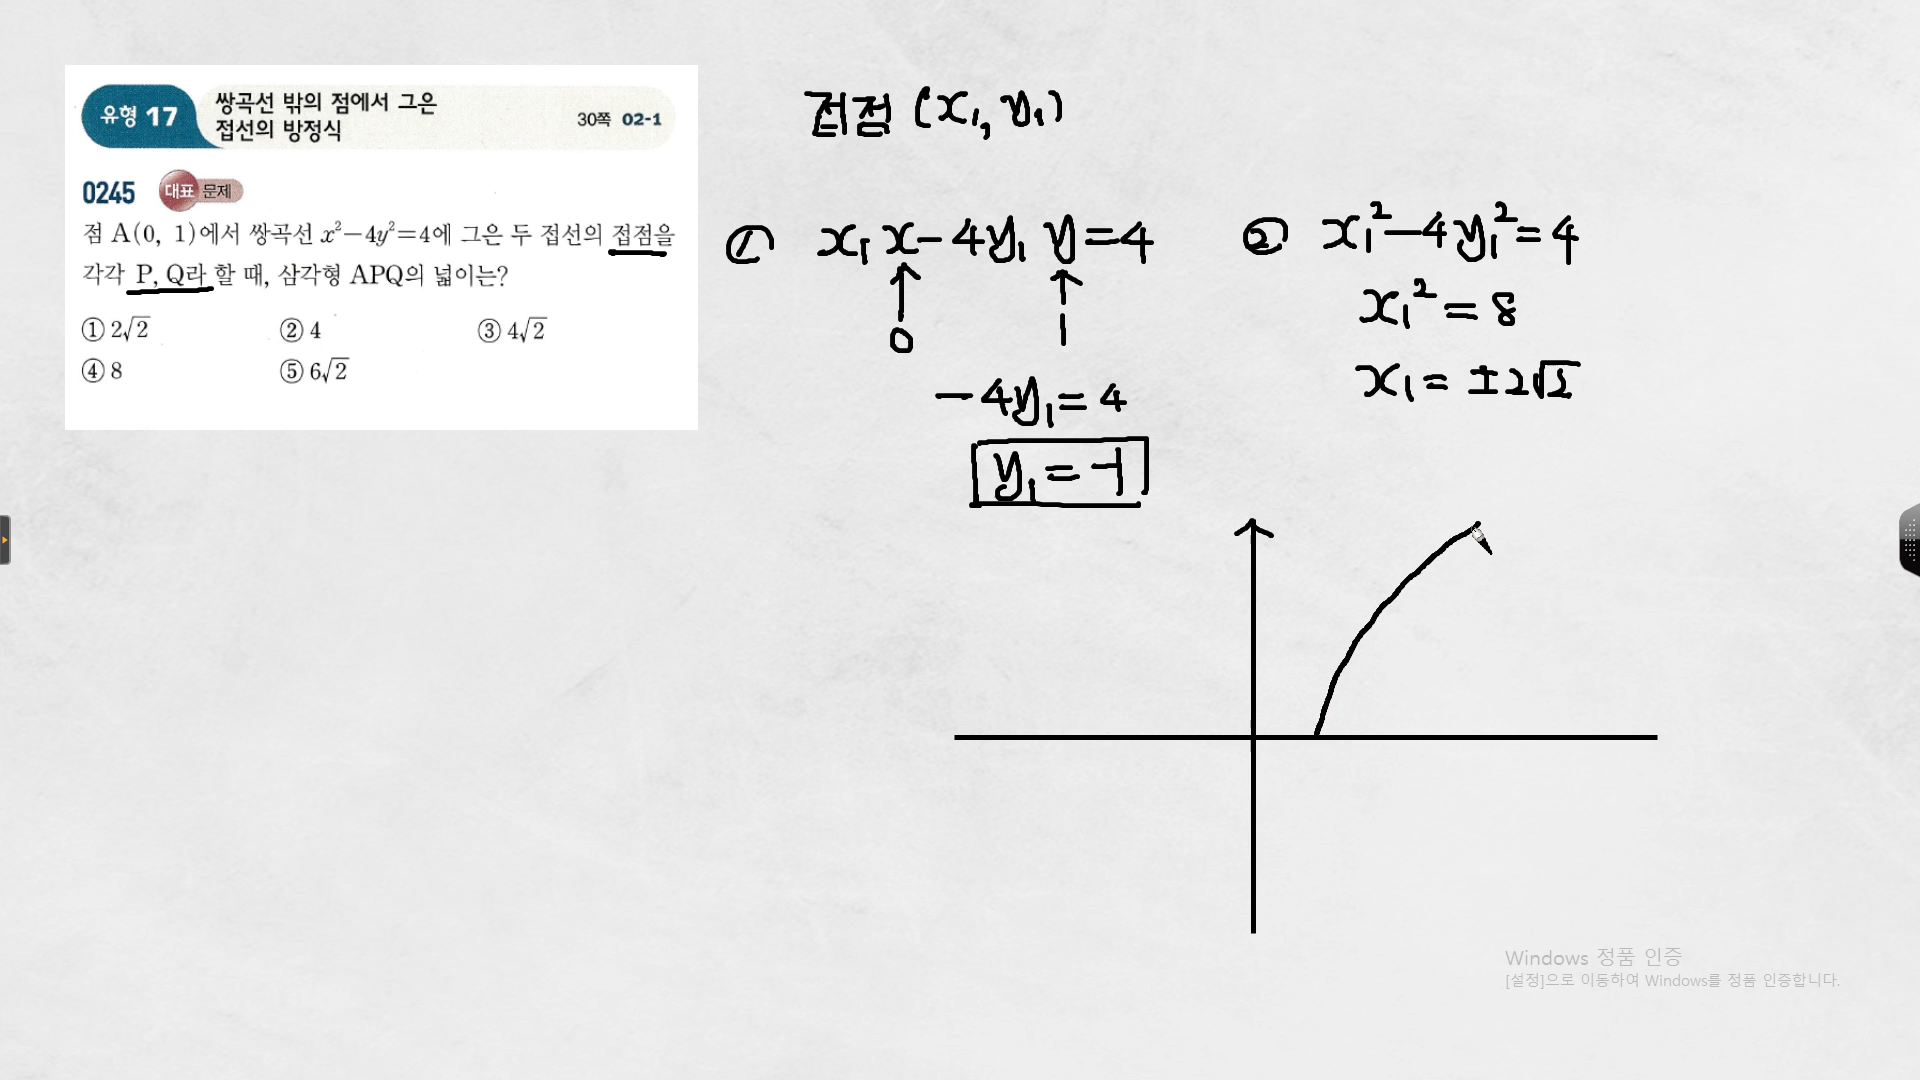 유형 17
쌍곡선 밖의 점에서 그은
접선의 방정식
30쪽 02-1
0245 대표 문제
점 A(0, 1)에서 쌍곡선 x²-4y²=4에 그은 두 접선의 접점을
각각 P, Q라 할 때, 삼각형 APQ의 넓이는?
① 2√2 ② 4 ③ 4√2
④ 8 ⑤ 6√2
접점 (x₁, y₁)
① x₁x-4y₁y=4
0 1
-4y₁=4
y₁=-1
② x₁²-4y₁²=4
x₁²=8
x₁=±2√2
Windows 정품 인증
[설정]으로 이동하여 Windows를 정품 인증합니다.